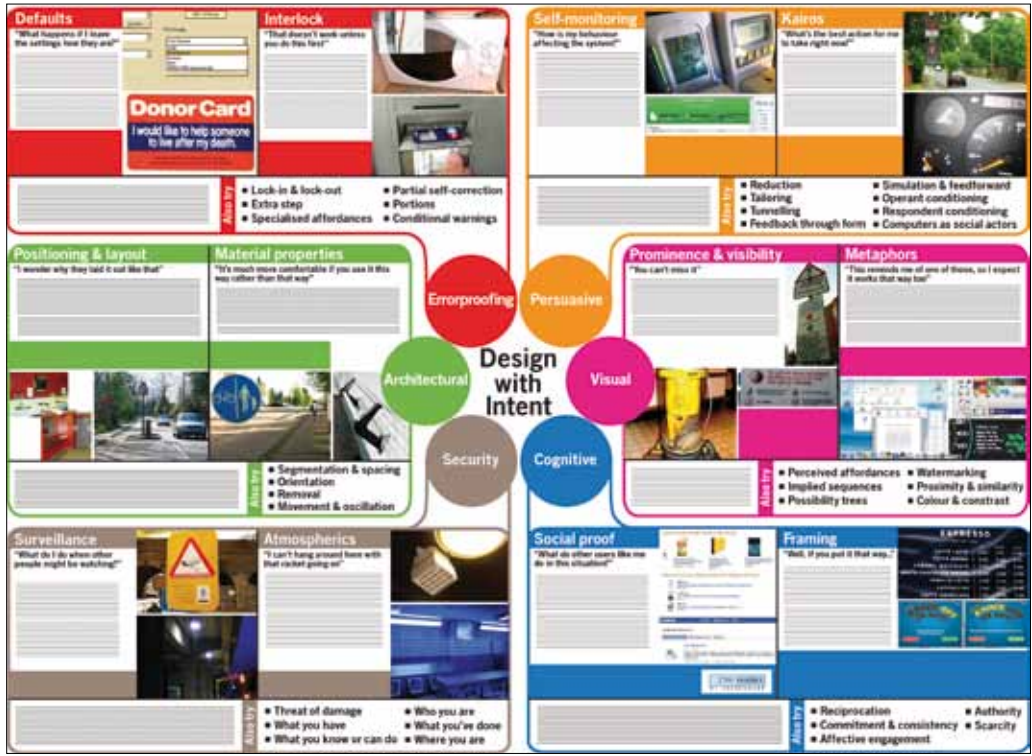 Defaults
"What happens if I leave
the settings how they are?"
Donor Card
I would like to help someone
to live after my death.
Interlock
"That doesn't work unless
you do this first"
Also try
• Lock-in & lock-out
• Extra step
• Specialised affordances
• Partial self-correction
• Portions
• Conditional warnings
Self-monitoring
"How is my behaviour
affecting the system?"
Kairos
"What's the best action for me
to take right now?"
Also try
• Reduction
• Tailoring
• Tunnelling
• Feedback through form
• Simulation & feedforward
• Operant conditioning
• Respondent conditioning
• Computers as social actors
Positioning & layout
"I wonder why they laid it out like that"
Material properties
"It's much more comfortable if you use it this
way rather than that way"
Also try
• Segmentation & spacing
• Orientation
• Removal
• Movement & oscillation
Errorproofing
Persuasive
Architectural
Design
with
Intent
Visual
Security
Cognitive
Prominence & visibility
"You can't miss it"
Metaphors
"This reminds me of one of those, so I expect
it works that way too"
Also try
• Perceived affordances
• Implied sequences
• Possibility trees
• Watermarking
• Proximity & similarity
• Colour & constrast
Surveillance
"What do I do when other
people might be watching?"
Atmospherics
"I can't hang around here with
that racket going on"
Also try
• Threat of damage
• What you have
• What you know or can do
• Who you are
• What you've done
• Where you are
Social proof
"What do other users like me
do in this situation?"
Framing
"Well, if you put it that way..."
ESPRESSO
Also try
• Reciprocation
• Commitment & consistency
• Affective engagement
• Authority
• Scarcity